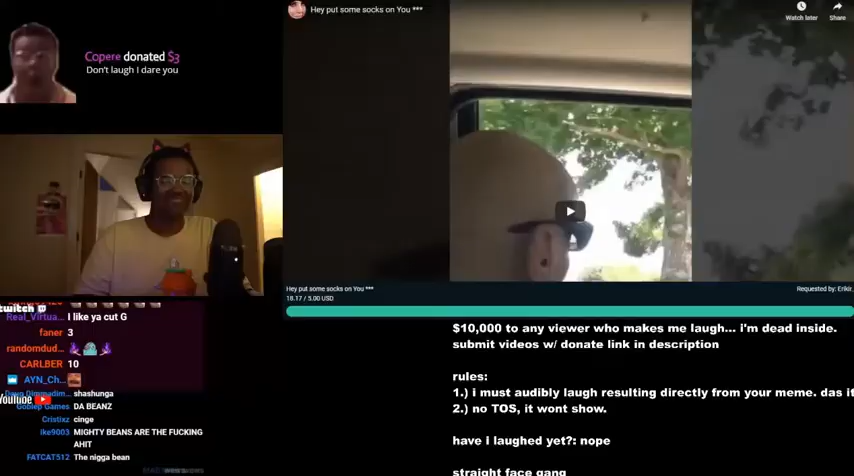 Hey put some socks on You ***
Watch later
Share
Copere donated $3
Don't laugh I dare you
Hey put some socks on You ***
18.17 / 5.00 USD
Requested by: Erikir
twitch
Real_Virtua... I like ya cut G
faner 3
randomdud...
CARLBER 10
AYN_Ch...
shashunga
YouTube
Goblep Games DA BEANZ
Cristixz cinge
Ike9003 MIGHTY BEANS ARE THE FUCKING
AHIT
FATCAT512 The nigga bean
$10,000 to any viewer who makes me laugh... i'm dead inside.
submit videos w/ donate link in description
rules:
1.) i must audibly laugh resulting directly from your meme. das it
2.) no TOS, it wont show.
have i laughed yet?: nope
straight face gang